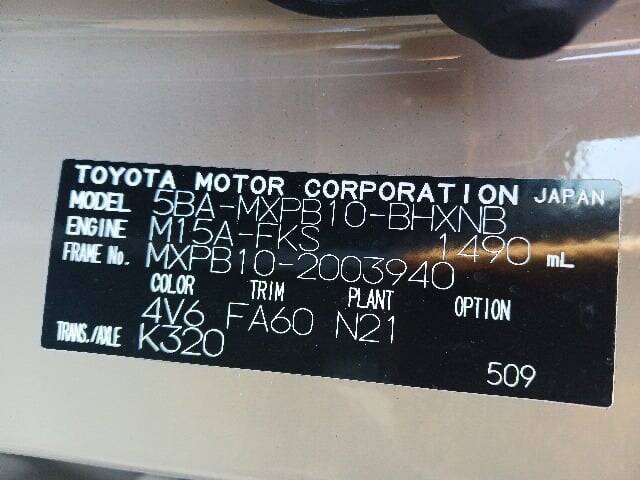 TOYOTA MOTOR CORPORATION JAPAN
MODEL 5BA-MXPB10-BHXNB
ENGINE M15A-FKS 1490 mL
FRAME No. MXPB10-2003940
COLOR TRIM PLANT OPTION
4V6 FA60 N21
TRANS./AXLE K320
509